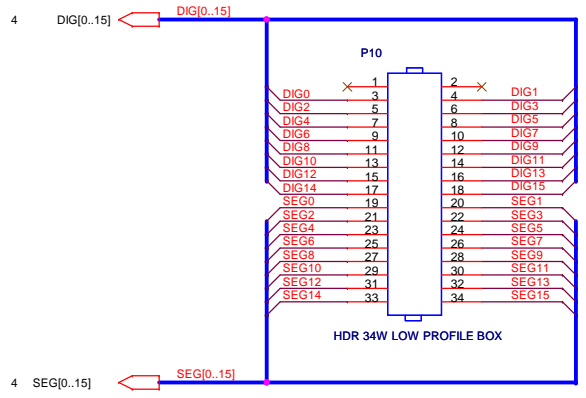 4 DIG[0..15] DIG[0..15]
P10
1 2
DIG0 3 4 DIG1
DIG2 5 6 DIG3
DIG4 7 8 DIG5
DIG6 9 10 DIG7
DIG8 11 12 DIG9
DIG10 13 14 DIG11
DIG12 15 16 DIG13
DIG14 17 18 DIG15
SEG0 19 20 SEG1
SEG2 21 22 SEG3
SEG4 23 24 SEG5
SEG6 25 26 SEG7
SEG8 27 28 SEG9
SEG10 29 30 SEG11
SEG12 31 32 SEG13
SEG14 33 34 SEG15
HDR 34W LOW PROFILE BOX
4 SEG[0..15] SEG[0..15]